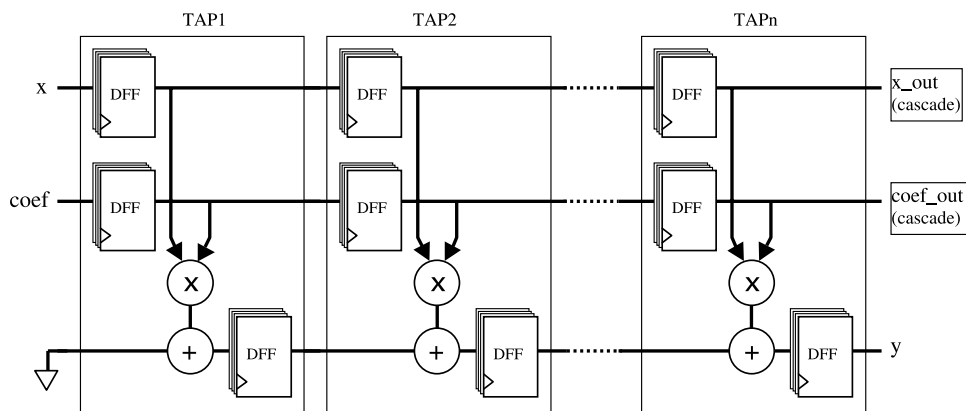 TAP1
TAP2
TAPn
x
DFF
DFF
DFF
x_out
(cascade)
coef
DFF
DFF
DFF
coef_out
(cascade)
x
x
x
+
DFF
+
DFF
+
DFF
y